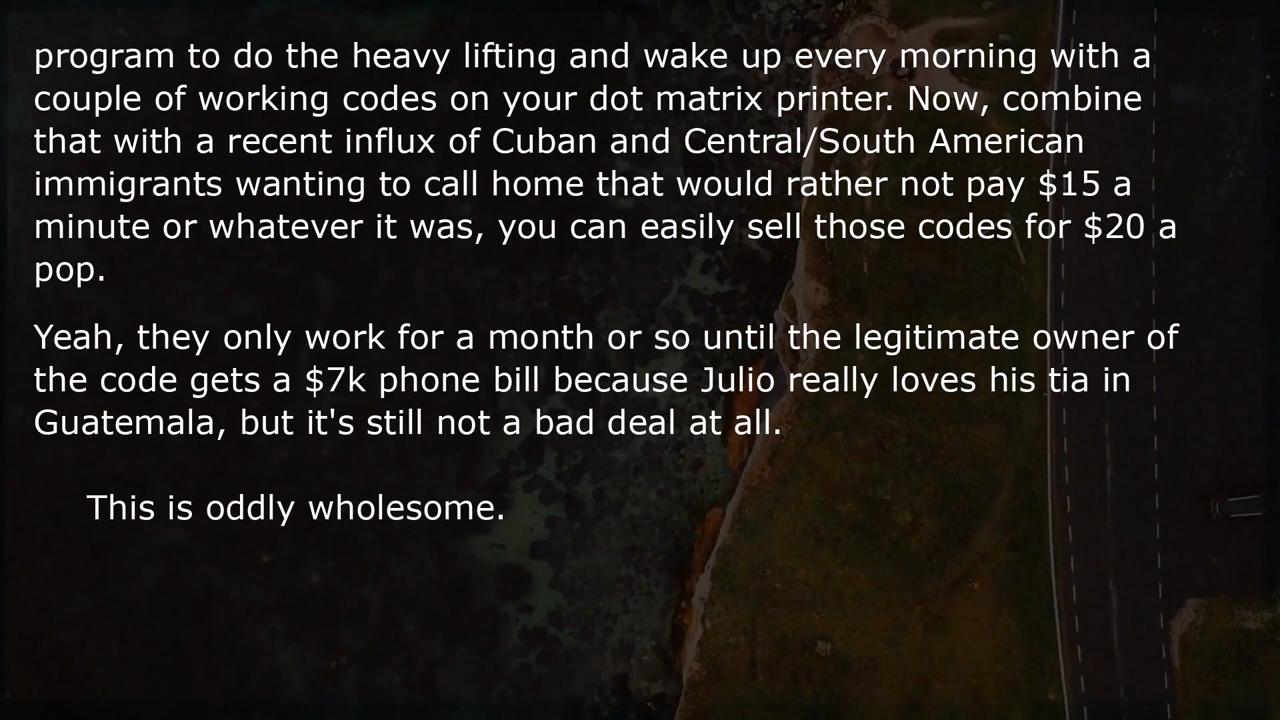 program to do the heavy lifting and wake up every morning with a
couple of working codes on your dot matrix printer. Now, combine
that with a recent influx of Cuban and Central/South American
immigrants wanting to call home that would rather not pay $15 a
minute or whatever it was, you can easily sell those codes for $20 a
pop.
Yeah, they only work for a month or so until the legitimate owner of
the code gets a $7k phone bill because Julio really loves his tia in
Guatemala, but it's still not a bad deal at all.
This is oddly wholesome.